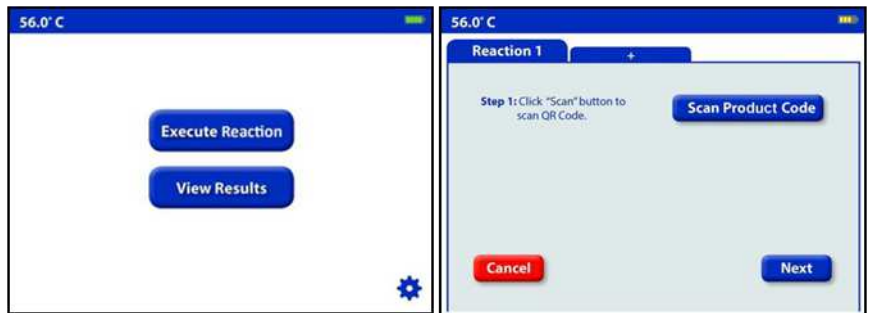 56.0° C
Execute Reaction
View Results
56.0° C
Reaction 1
+
Step 1: Click "Scan" button to
scan QR Code.
Scan Product Code
Cancel
Next